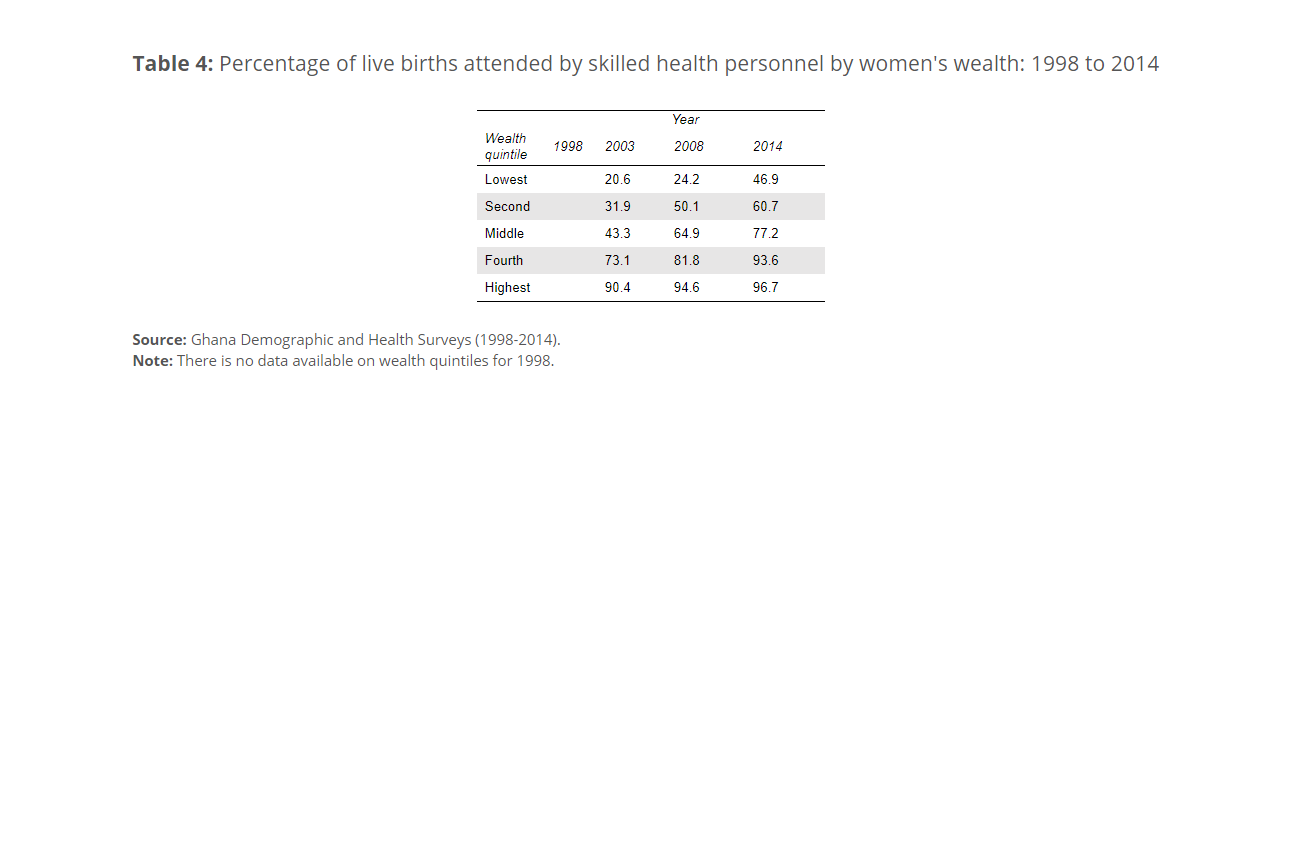 Table 4: Percentage of live births attended by skilled health personnel by women's wealth: 1998 to 2014
Year
Wealth quintile 1998 2003 2008 2014
Lowest 20.6 24.2 46.9
Second 31.9 50.1 60.7
Middle 43.3 64.9 77.2
Fourth 73.1 81.8 93.6
Highest 90.4 94.6 96.7
Source: Ghana Demographic and Health Surveys (1998-2014).
Note: There is no data available on wealth quintiles for 1998.